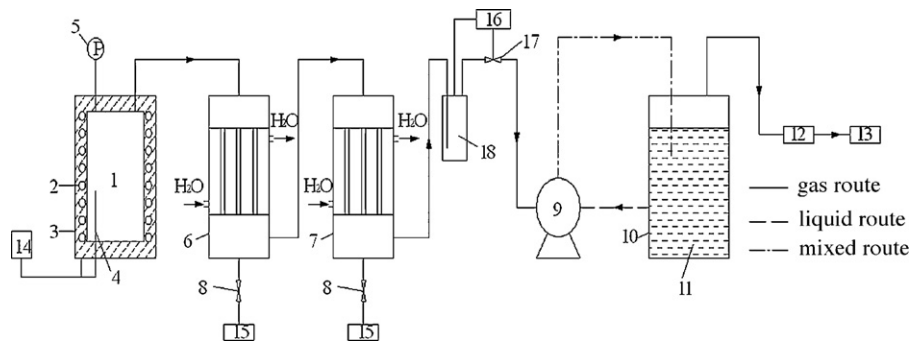 5
P
1
2
3
14
4
H₂O
H₂O
6
8
15
H₂O
H₂O
7
8
15
16
17
18
9
10
11
12
13
gas route
liquid route
mixed route